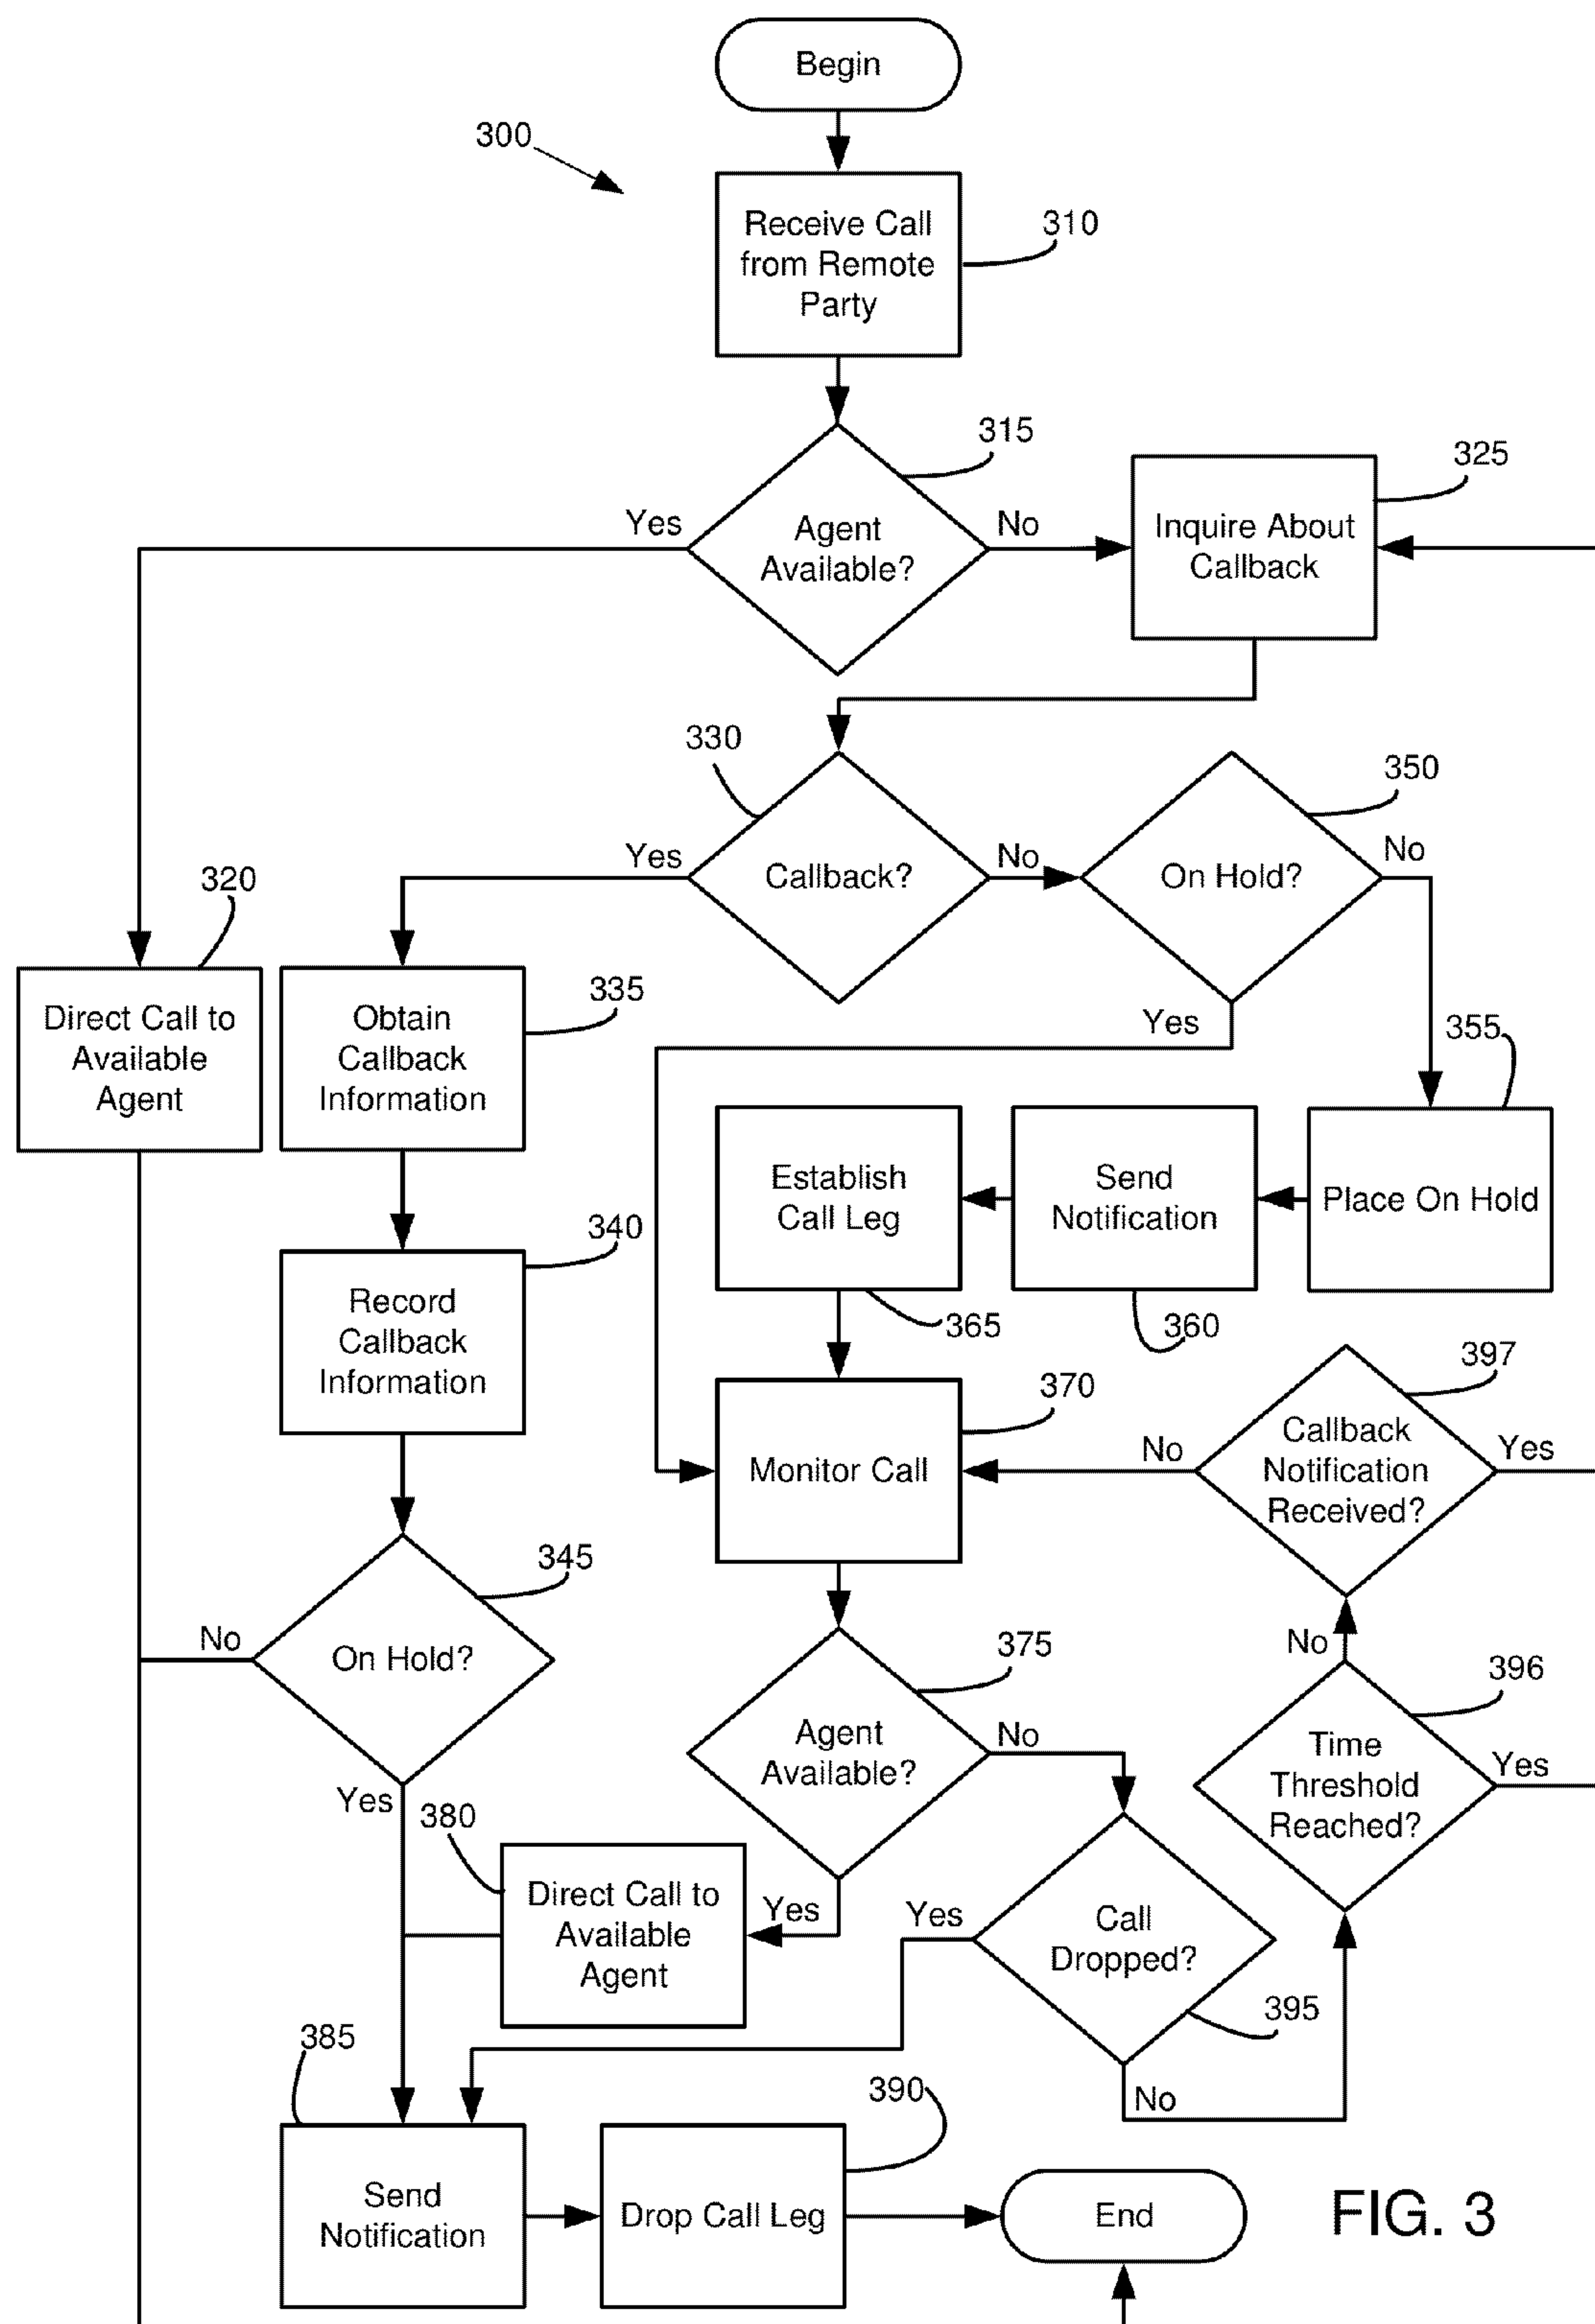 Begin
300
Receive Call
from Remote
Party
310
315
Agent
Available?
Yes
No
325
Inquire About
Callback
330
Callback?
Yes
No
350
On Hold?
No
Yes
320
Direct Call to
Available
Agent
335
Obtain
Callback
Information
355
Place On Hold
Send
Notification
360
Establish
Call Leg
365
340
Record
Callback
Information
370
Monitor Call
397
Callback
Notification
Received?
No
Yes
345
On Hold?
No
Yes
375
Agent
Available?
No
Yes
396
Time
Threshold
Reached?
No
Yes
380
Direct Call to
Available
Agent
Call
Dropped?
Yes
395
No
385
Send
Notification
390
Drop Call Leg
End
FIG. 3